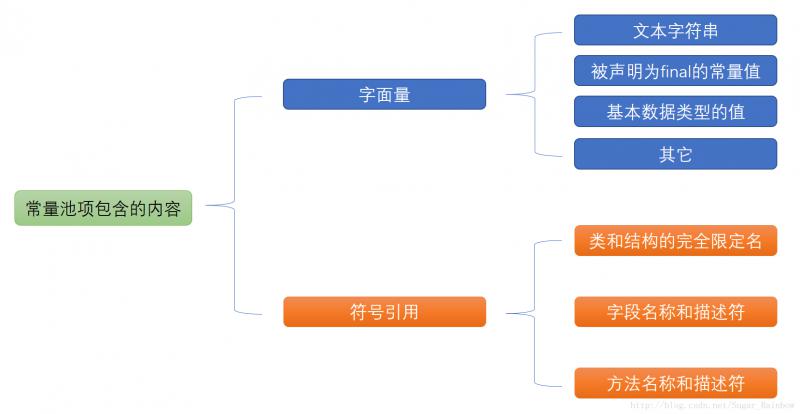 常量池项包含的内容
字面量
文本字符串
被声明为final的常量值
基本数据类型的值
其它
符号引用
类和结构的完全限定名
字段名称和描述符
方法名称和描述符
http://blog.csdn.net/Sugar_Rainbow